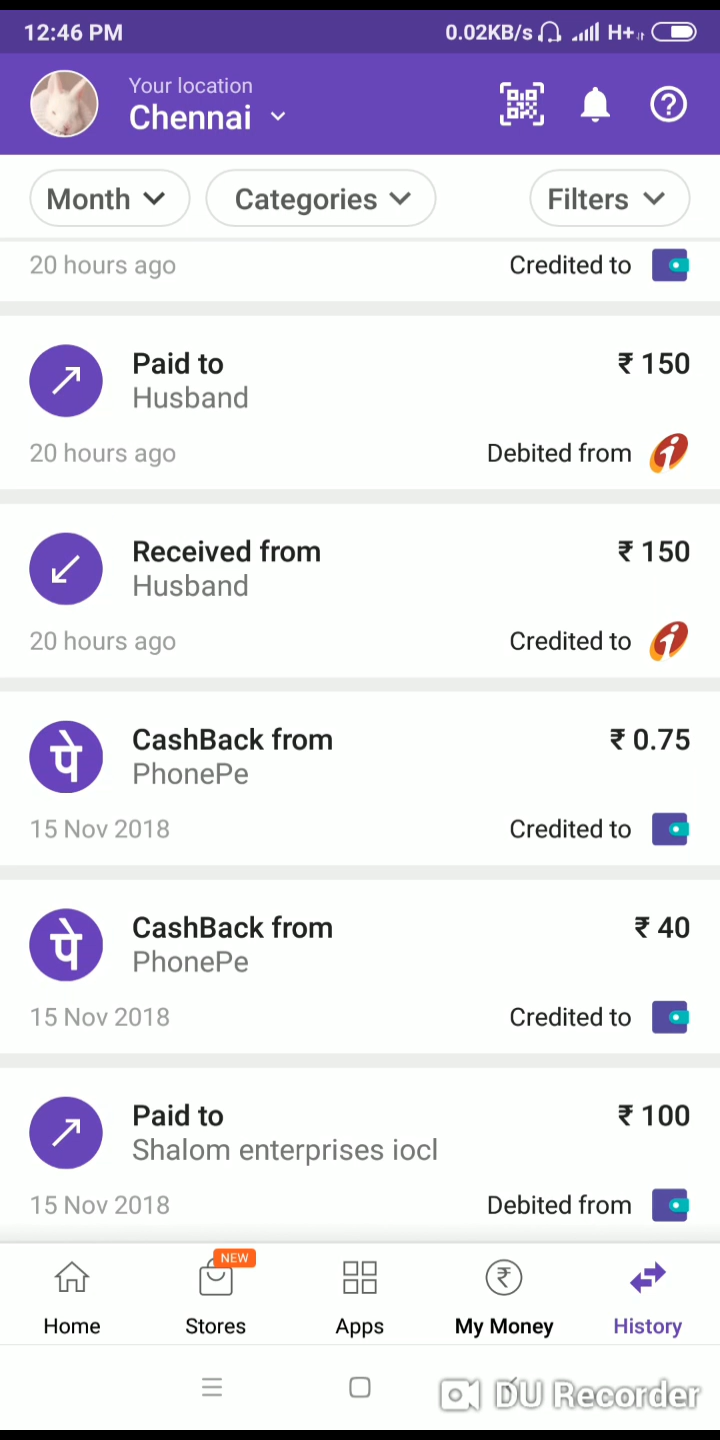 12:46 PM 0.02KB/s H+
Your location
Chennai
Month Categories Filters
20 hours ago Credited to
Paid to ₹ 150
Husband
20 hours ago Debited from
Received from ₹ 150
Husband
20 hours ago Credited to
पे CashBack from ₹ 0.75
PhonePe
15 Nov 2018 Credited to
पे CashBack from ₹ 40
PhonePe
15 Nov 2018 Credited to
Paid to ₹ 100
Shalom enterprises iocl
15 Nov 2018 Debited from
NEW
Home Stores Apps My Money History
DU Recorder